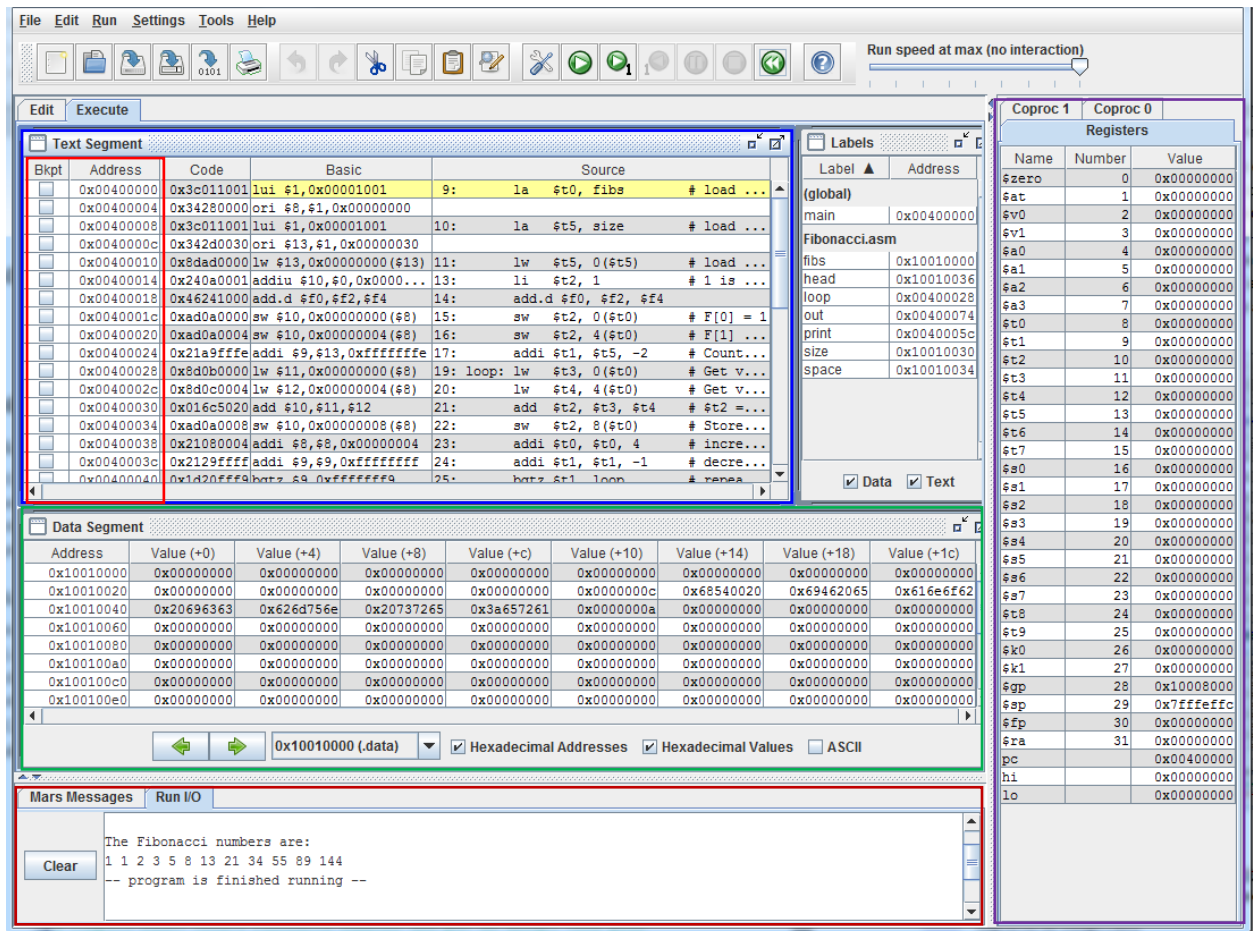 File Edit Run Settings Tools Help
Run speed at max (no interaction)
0101
1
1
Edit Execute
Text Segment
Bkpt Address Code Basic Source
0x00400000 0x3c011001 lui $1,0x00001001 9: la $t0, fibs # load ...
0x00400004 0x34280000 ori $8,$1,0x00000000
0x00400008 0x3c011001 lui $1,0x00001001 10: la $t5, size # load ...
0x0040000c 0x342d0030 ori $13,$1,0x00000030
0x00400010 0x8dad0000 lw $13,0x00000000($13) 11: lw $t5, 0($t5) # load ...
0x00400014 0x240a0001 addiu $10,$0,0x0000... 13: li $t2, 1 # 1 is ...
0x00400018 0x46241000 add.d $f0,$f2,$f4 14: add.d $f0, $f2, $f4
0x0040001c 0xad0a0000 sw $10,0x00000000($8) 15: sw $t2, 0($t0) # F[0] = 1
0x00400020 0xad0a0004 sw $10,0x00000004($8) 16: sw $t2, 4($t0) # F[1] ...
0x00400024 0x21a9fffe addi $9,$13,0xfffffffe 17: addi $t1, $t5, -2 # Count...
0x00400028 0x8d0b0000 lw $11,0x00000000($8) 19: loop: lw $t3, 0($t0) # Get v...
0x0040002c 0x8d0c0004 lw $12,0x00000004($8) 20: lw $t4, 4($t0) # Get v...
0x00400030 0x016c5020 add $10,$11,$12 21: add $t2, $t3, $t4 # $t2 =...
0x00400034 0xad0a0008 sw $10,0x00000008($8) 22: sw $t2, 8($t0) # Store...
0x00400038 0x21080004 addi $8,$8,0x00000004 23: addi $t0, $t0, 4 # incre...
0x0040003c 0x2129ffff addi $9,$9,0xffffffff 24: addi $t1, $t1, -1 # decre...
0x00400040 0x1d20fff9 bgtz $9,0xfffffff9 25: bgtz $t1, loop # repea
Labels
Label ▲ Address
(global)
main 0x00400000
Fibonacci.asm
fibs 0x10010000
head 0x10010036
loop 0x00400028
out 0x00400074
print 0x0040005c
size 0x10010030
space 0x10010034
Data Text
Data Segment
Address Value (+0) Value (+4) Value (+8) Value (+c) Value (+10) Value (+14) Value (+18) Value (+1c)
0x10010000 0x00000000 0x00000000 0x00000000 0x00000000 0x00000000 0x00000000 0x00000000 0x00000000
0x10010020 0x00000000 0x00000000 0x00000000 0x00000000 0x0000000c 0x68540020 0x69462065 0x616e6f62
0x10010040 0x20696363 0x626d756e 0x20737265 0x3a657261 0x0000000a 0x00000000 0x00000000 0x00000000
0x10010060 0x00000000 0x00000000 0x00000000 0x00000000 0x00000000 0x00000000 0x00000000 0x00000000
0x10010080 0x00000000 0x00000000 0x00000000 0x00000000 0x00000000 0x00000000 0x00000000 0x00000000
0x100100a0 0x00000000 0x00000000 0x00000000 0x00000000 0x00000000 0x00000000 0x00000000 0x00000000
0x100100c0 0x00000000 0x00000000 0x00000000 0x00000000 0x00000000 0x00000000 0x00000000 0x00000000
0x100100e0 0x00000000 0x00000000 0x00000000 0x00000000 0x00000000 0x00000000 0x00000000 0x00000000
0x10010000 (.data) Hexadecimal Addresses Hexadecimal Values ASCII
Mars Messages Run I/O
Clear
The Fibonacci numbers are:
1 1 2 3 5 8 13 21 34 55 89 144
-- program is finished running --
Coproc 1 Coproc 0
Registers
Name Number Value
$zero 0 0x00000000
$at 1 0x00000000
$v0 2 0x00000000
$v1 3 0x00000000
$a0 4 0x00000000
$a1 5 0x00000000
$a2 6 0x00000000
$a3 7 0x00000000
$t0 8 0x00000000
$t1 9 0x00000000
$t2 10 0x00000000
$t3 11 0x00000000
$t4 12 0x00000000
$t5 13 0x00000000
$t6 14 0x00000000
$t7 15 0x00000000
$s0 16 0x00000000
$s1 17 0x00000000
$s2 18 0x00000000
$s3 19 0x00000000
$s4 20 0x00000000
$s5 21 0x00000000
$s6 22 0x00000000
$s7 23 0x00000000
$t8 24 0x00000000
$t9 25 0x00000000
$k0 26 0x00000000
$k1 27 0x00000000
$gp 28 0x10008000
$sp 29 0x7fffeffc
$fp 30 0x00000000
$ra 31 0x00000000
pc 0x00400000
hi 0x00000000
lo 0x00000000